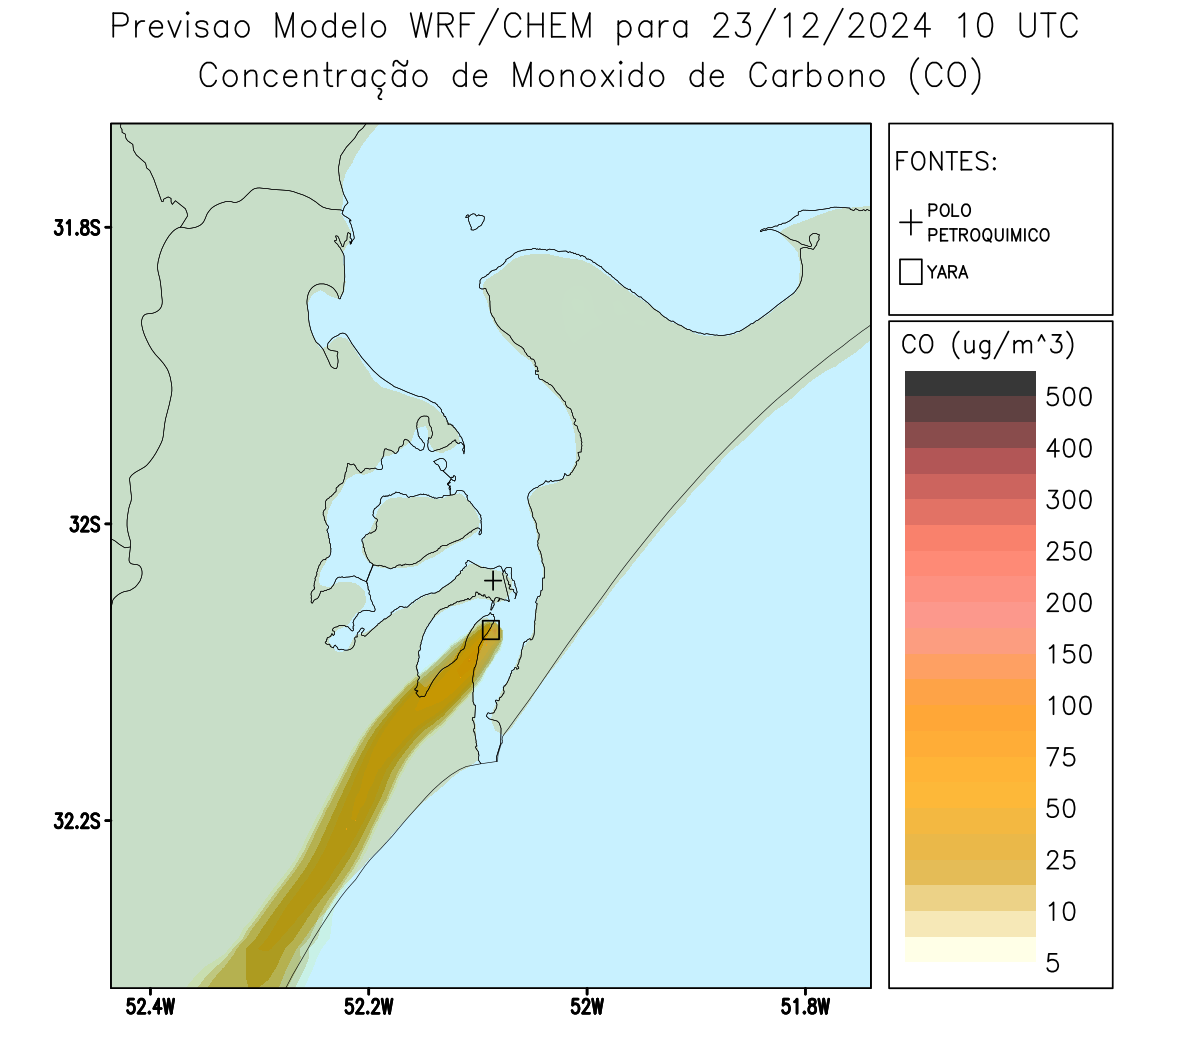 Previsao Modelo WRF/CHEM para 23/12/2024 10 UTC
Concentração de Monoxido de Carbono (CO)
FONTES:
POLO
PETROQUIMICO
YARA
CO (ug/m^3)
500
400
300
250
200
150
100
75
50
25
10
5
31.8S
32S
32.2S
52.4W
52.2W
52W
51.8W